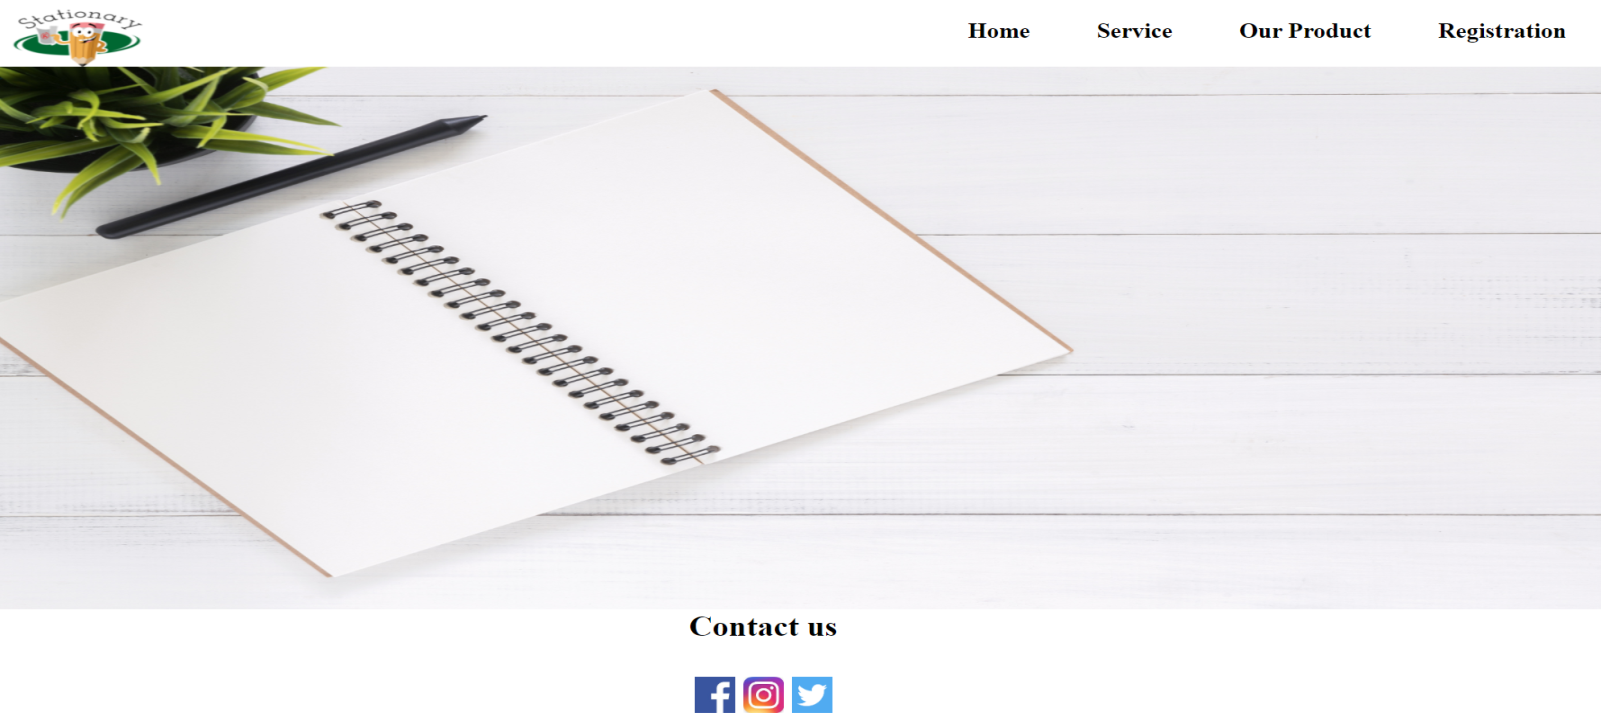 Stationary
Home Service Our Product Registration
Contact us